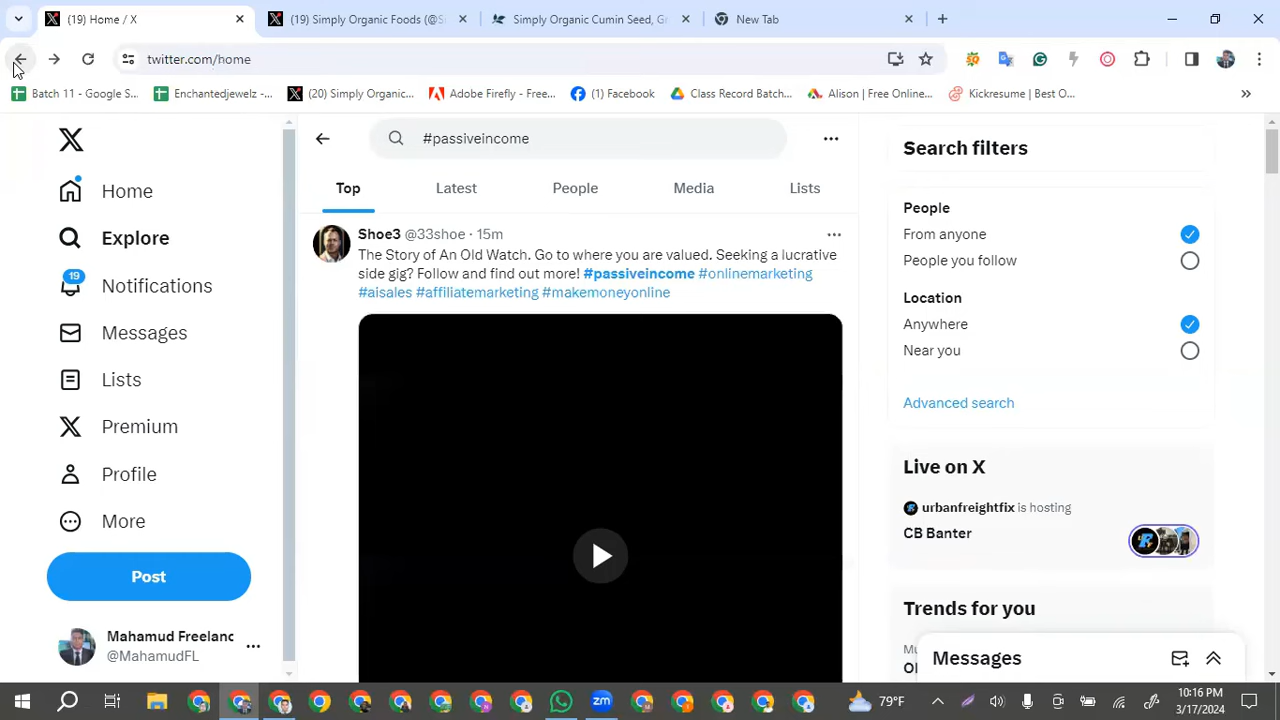 (19) Home / X
(19) Simply Organic Foods (@S
Simply Organic Cumin Seed, Gr
New Tab
twitter.com/home
Batch 11 - Google S...
Enchantedjewelz -...
(20) Simply Organic...
Adobe Firefly - Free...
(1) Facebook
Class Record Batch...
Alison | Free Online...
Kickresume | Best O...
Home
Explore
19
Notifications
Messages
Lists
Premium
Profile
More
Post
Mahamud Freelanc
@MahamudFL
#passiveincome
Top
Latest
People
Media
Lists
Shoe3 @33shoe · 15m
The Story of An Old Watch. Go to where you are valued. Seeking a lucrative
side gig? Follow and find out more! #passiveincome #onlinemarketing
#aisales #affiliatemarketing #makemoneyonline
Search filters
People
From anyone
People you follow
Location
Anywhere
Near you
Advanced search
Live on X
urbanfreightfix is hosting
CB Banter
Trends for you
Messages
79°F
10:16 PM
3/17/2024